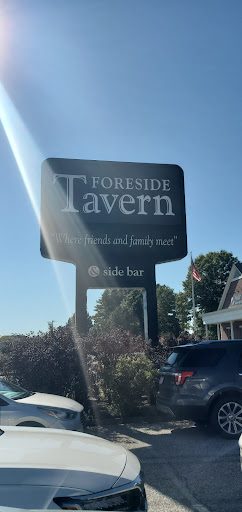 FORESIDE
Tavern
"Where friends and family meet"
& side bar